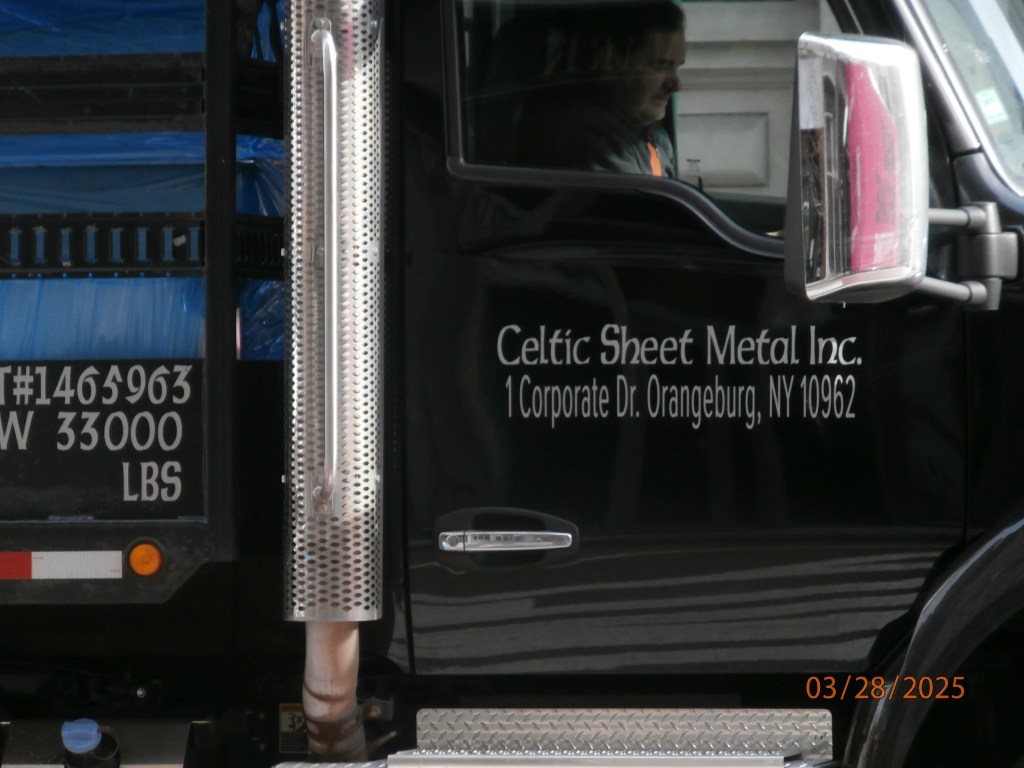 Celtic Sheet Metal Inc.
1 Corporate Dr. Orangeburg, NY 10962
T#1465963
W 33000
LBS
03/28/2025